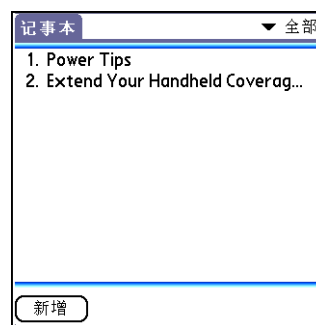 记事本 ▼ 全部
1. Power Tips
2. Extend Your Handheld Coverag...
新增